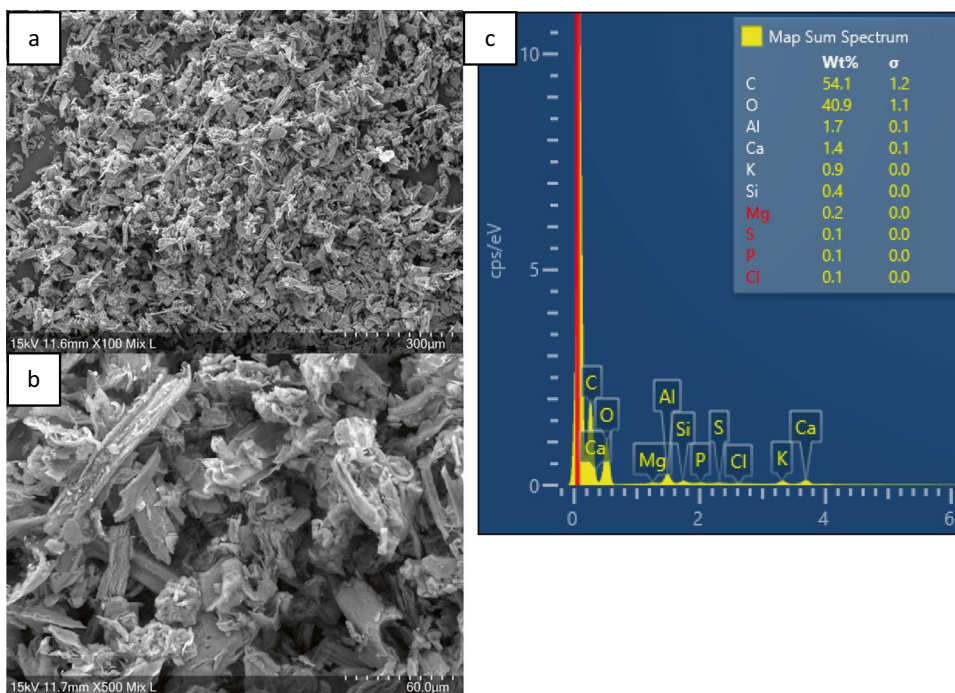 a
15kV 11.6mm X100 Mix L 300µm
b
15kV 11.7mm X500 Mix L 60.0µm
c
Map Sum Spectrum
Wt% σ
C 54.1 1.2
O 40.9 1.1
Al 1.7 0.1
Ca 1.4 0.1
K 0.9 0.0
Si 0.4 0.0
Mg 0.2 0.0
S 0.1 0.0
P 0.1 0.0
Cl 0.1 0.0
cps/eV
10
5
0
C
O
Ca
Al
Si
S
Ca
Mg
P
Cl
K
0 2 4 6